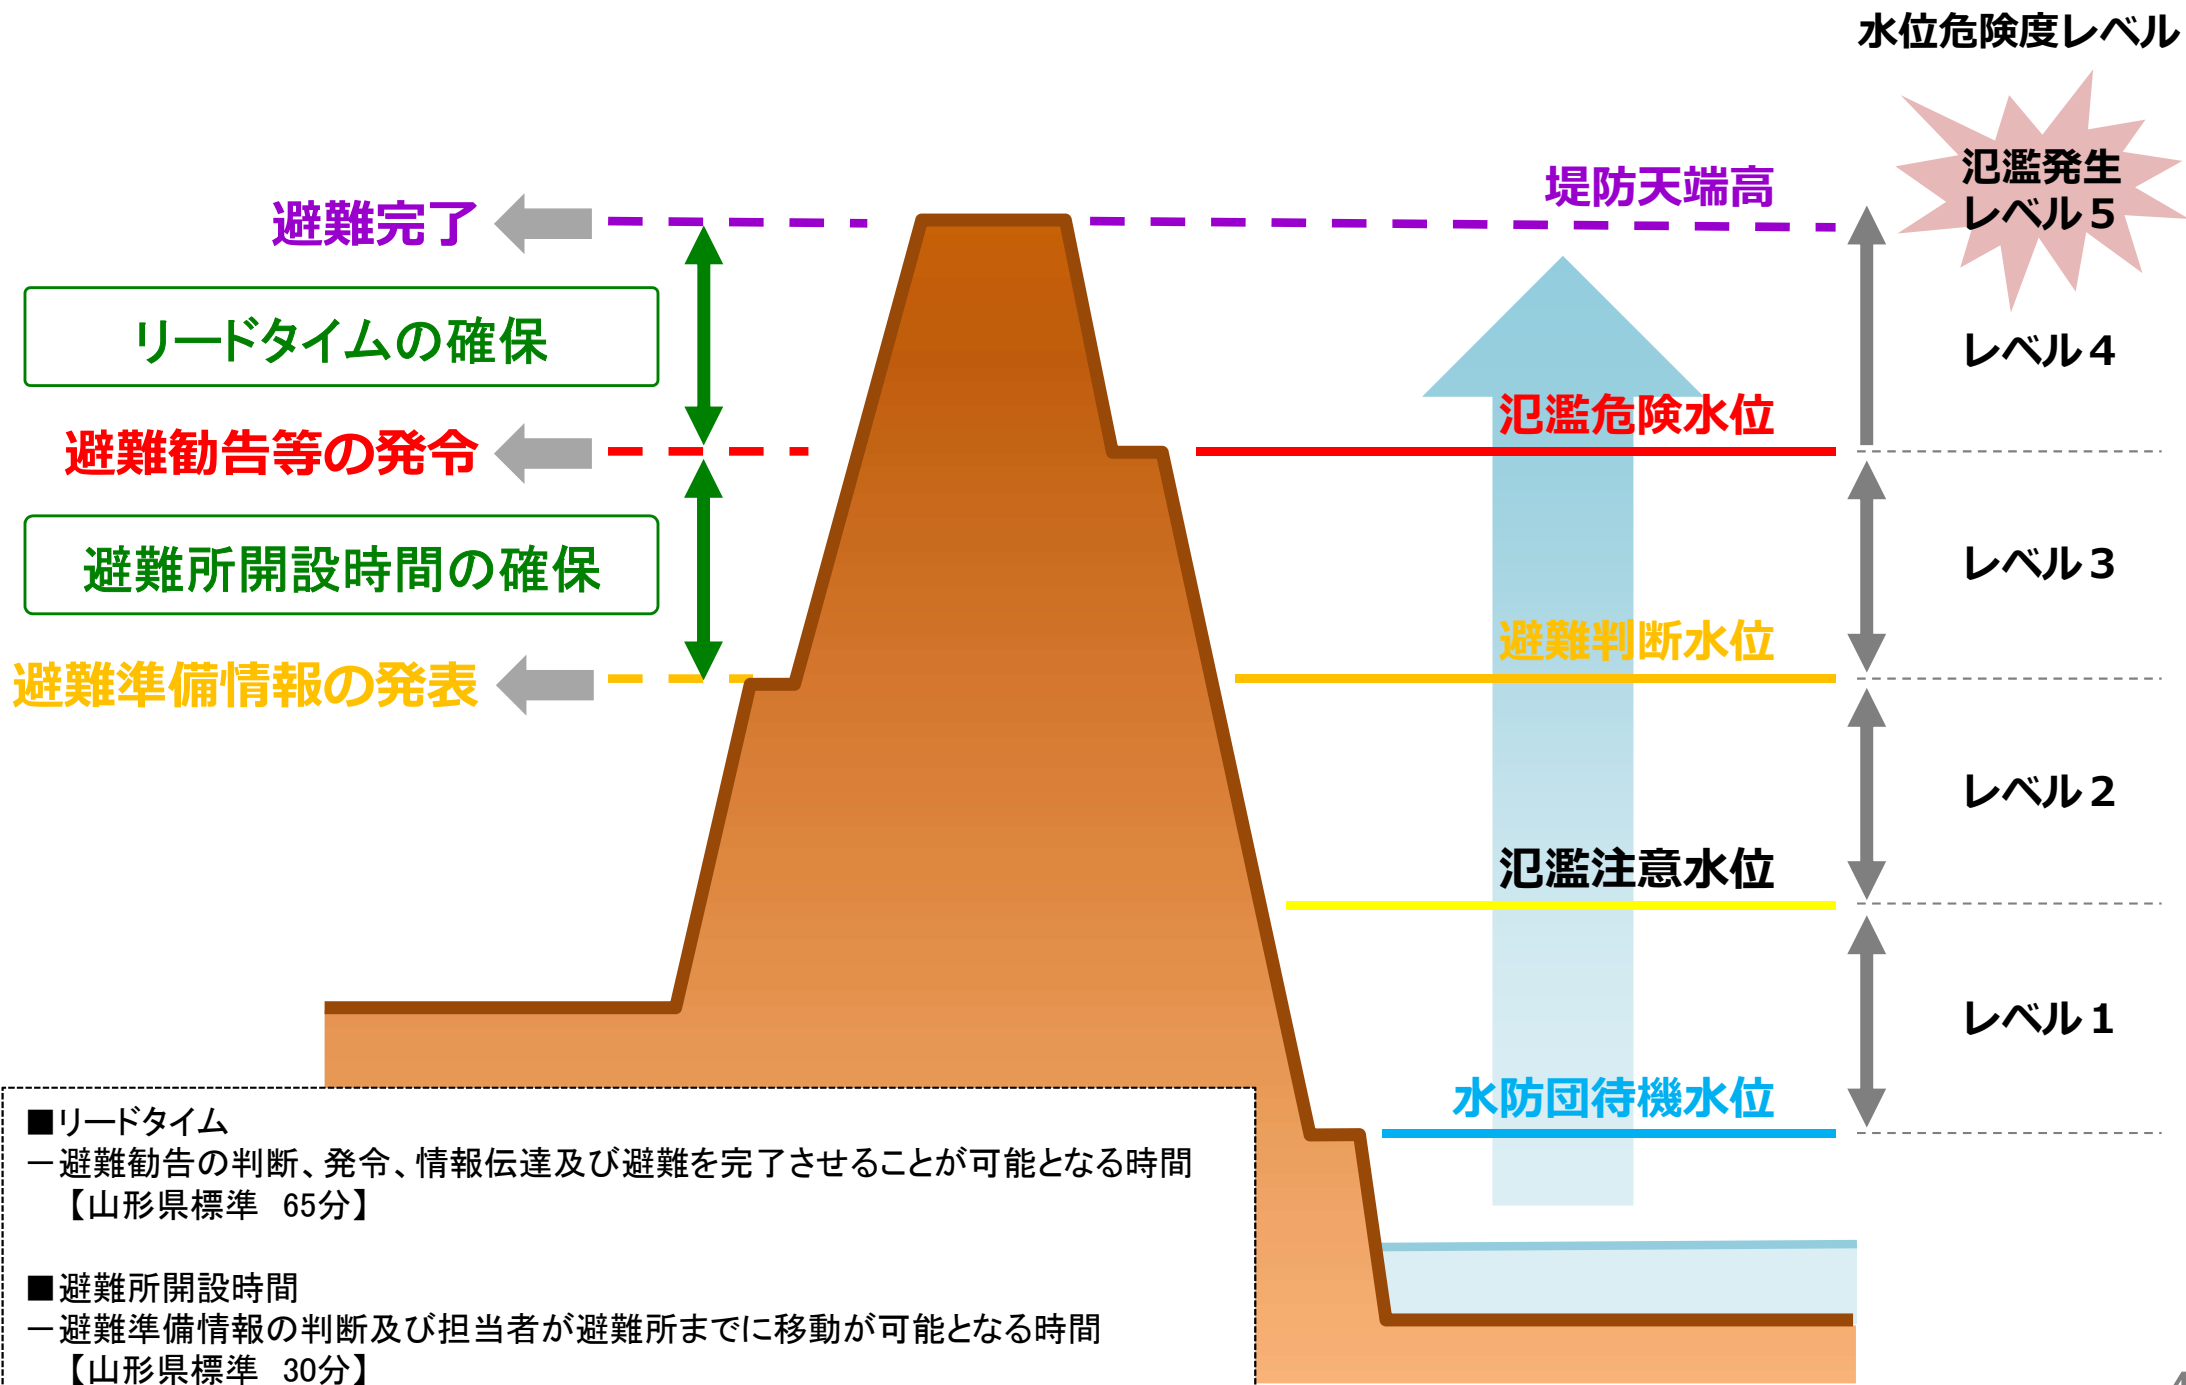 水位危険度レベル
氾濫発生
レベル５
堤防天端高
避難完了
リードタイムの確保
レベル４
氾濫危険水位
避難勧告等の発令
避難所開設時間の確保
レベル３
避難判断水位
避難準備情報の発表
レベル２
氾濫注意水位
レベル１
水防団待機水位
■リードタイム
－避難勧告の判断、発令、情報伝達及び避難を完了させることが可能となる時間
【山形県標準　65分】
■避難所開設時間
－避難準備情報の判断及び担当者が避難所までに移動が可能となる時間
【山形県標準　30分】